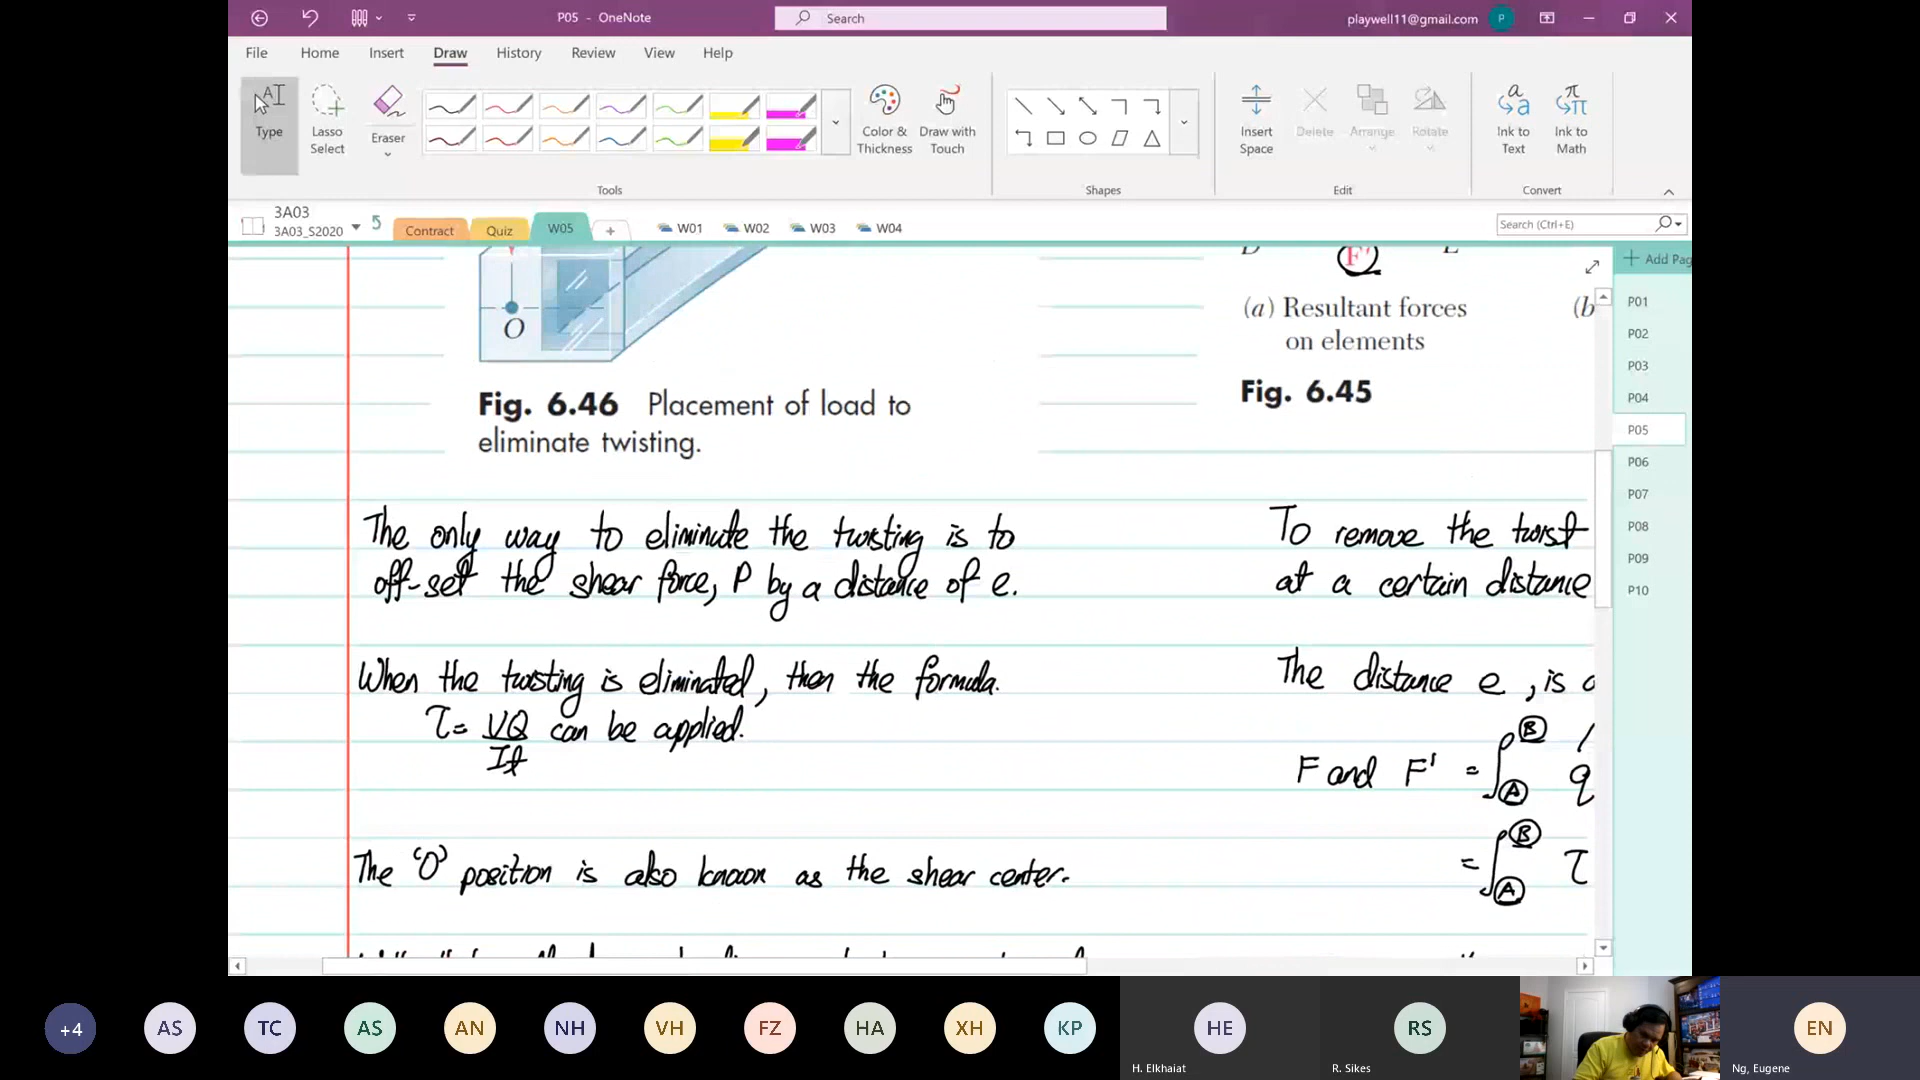 P05 - OneNote
Search
playwell11@gmail.com
P
File Home Insert Draw History Review View Help
Type
Lasso Select
Eraser
Color & Thickness
Draw with Touch
Insert Space
Delete
Arrange
Rotate
Ink to Text
Ink to Math
Tools
Shapes
Edit
Convert
3A03
3A03_S2020
Contract
Quiz
W05
W01
W02
W03
W04
Search (Ctrl+E)
Add Pag
P01
P02
P03
P04
P05
P06
P07
P08
P09
P10
O
Fig. 6.46 Placement of load to
eliminate twisting.
F'
(a) Resultant forces
on elements
(b
Fig. 6.45
The only way to eliminate the twisting is to
off-set the shear force, P by a distance of e.
When the twisting is eliminated, then the formula.
τ = VQ
It
can be applied.
The 'O' position is also known as the shear center.
To remove the twist
at a certain distance
The distance e, is
F and F' = ∫ B A q
= ∫ B A τ
+4
AS
TC
AS
AN
NH
VH
FZ
HA
XH
KP
HE
H. Elkhaiat
RS
R. Sikes
EN
Ng, Eugene